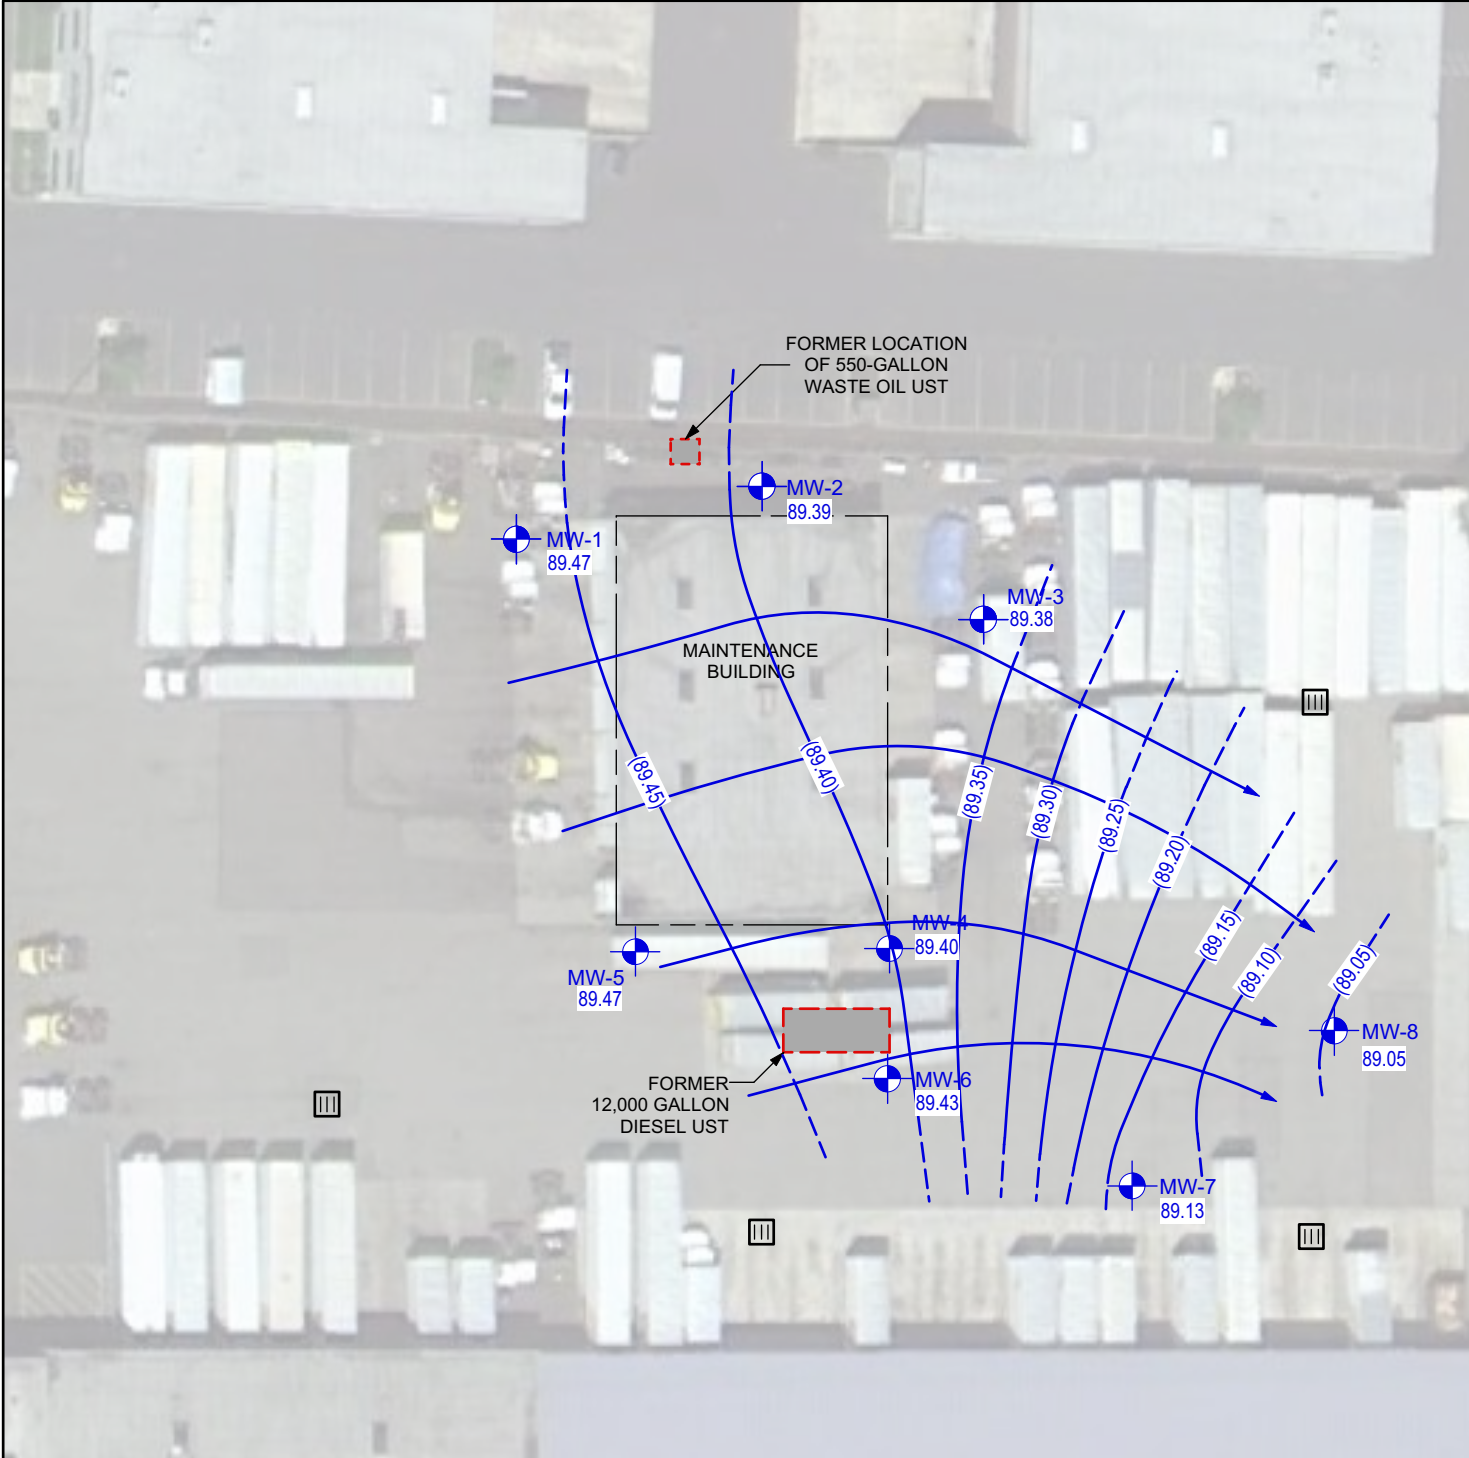 FORMER LOCATION
OF 550-GALLON
WASTE OIL UST
MW-2
89.39
MW-1
89.47
MW-3
89.38
MAINTENANCE
BUILDING
(89.45)
(89.40)
(89.35)
(89.30)
(89.25)
(89.20)
(89.15)
(89.10)
(89.05)
MW-4
89.40
MW-5
89.47
MW-8
89.05
MW-6
89.43
FORMER
12,000 GALLON
DIESEL UST
MW-7
89.13